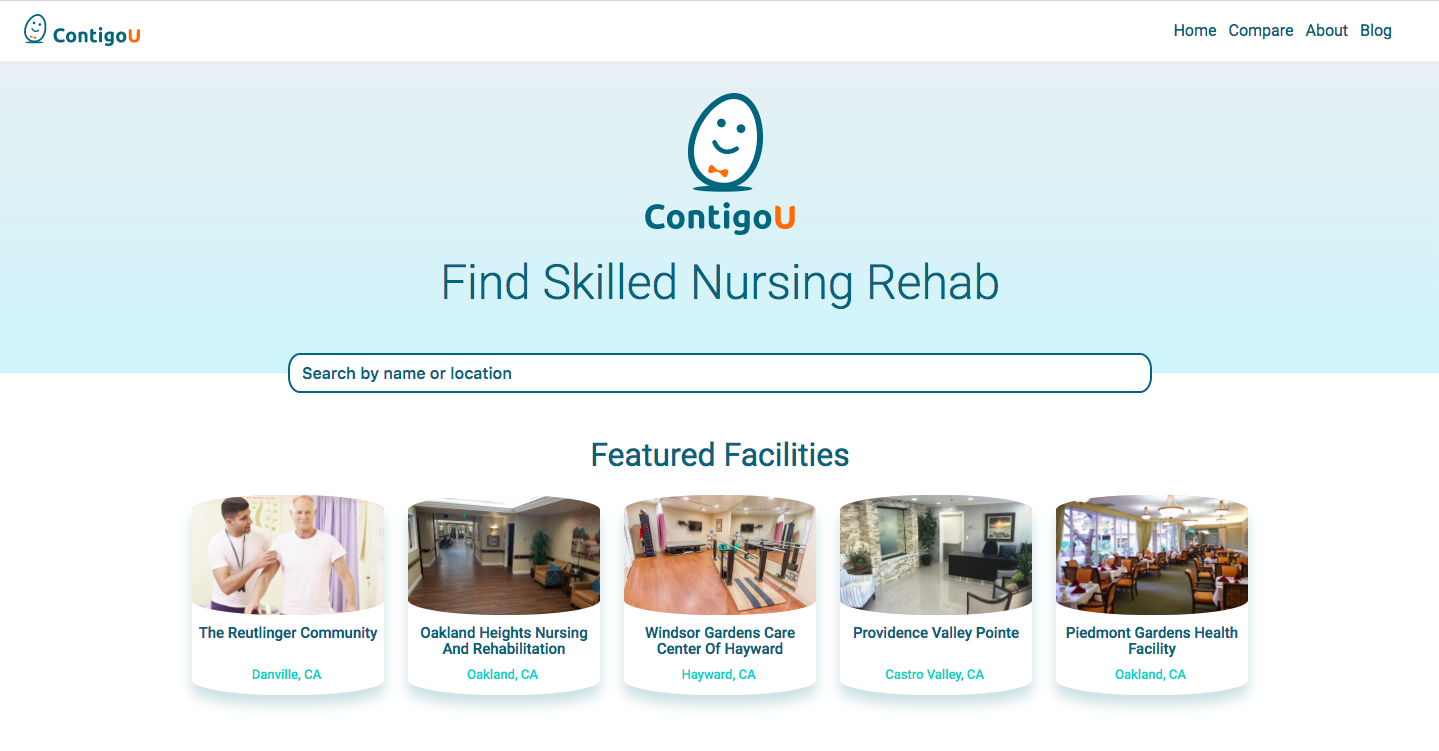 ContigoU
Home Compare About Blog
ContigoU
Find Skilled Nursing Rehab
Search by name or location
Featured Facilities
The Reutlinger Community
Danville, CA
Oakland Heights Nursing
And Rehabilitation
Oakland, CA
Windsor Gardens Care
Center Of Hayward
Hayward, CA
Providence Valley Pointe
Castro Valley, CA
Piedmont Gardens Health
Facility
Oakland, CA